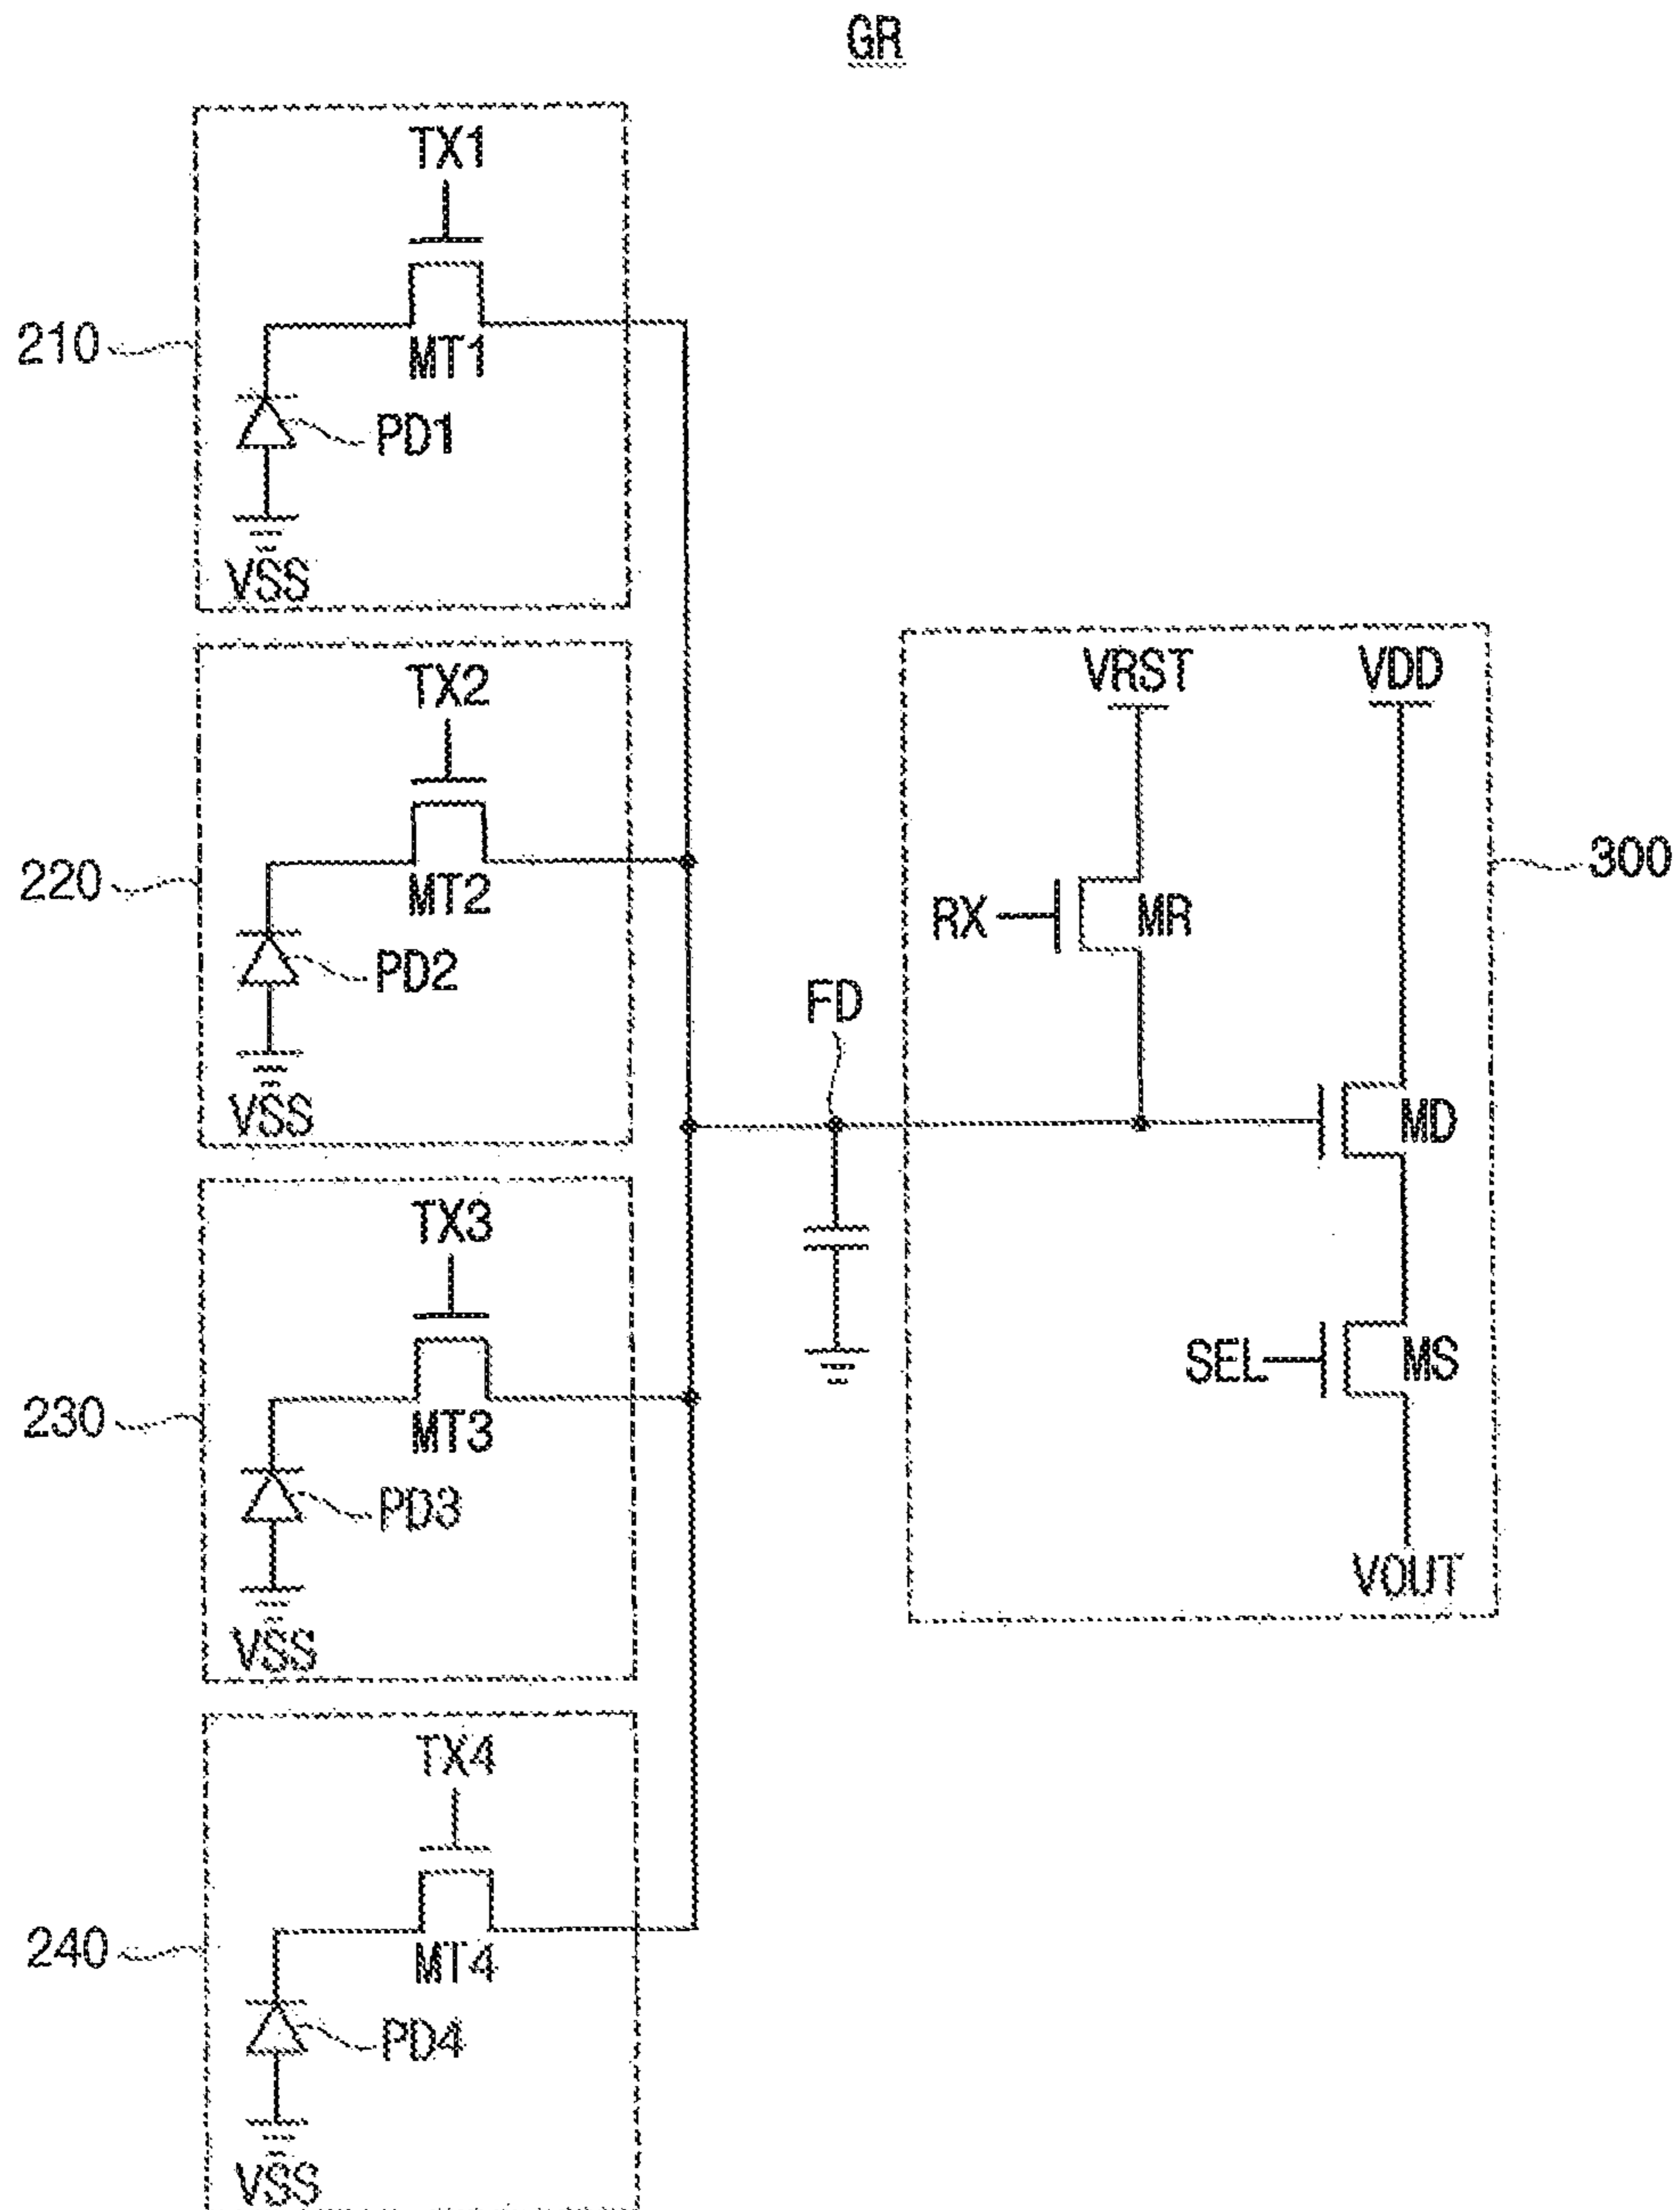 GR
TX1
210
MT1
PD1
VSS
TX2
220
MT2
PD2
VSS
TX3
230
MT3
PD3
VSS
TX4
240
MT4
PD4
VSS
FD
VRST
VDD
300
RX
MR
MD
SEL
MS
VOUT